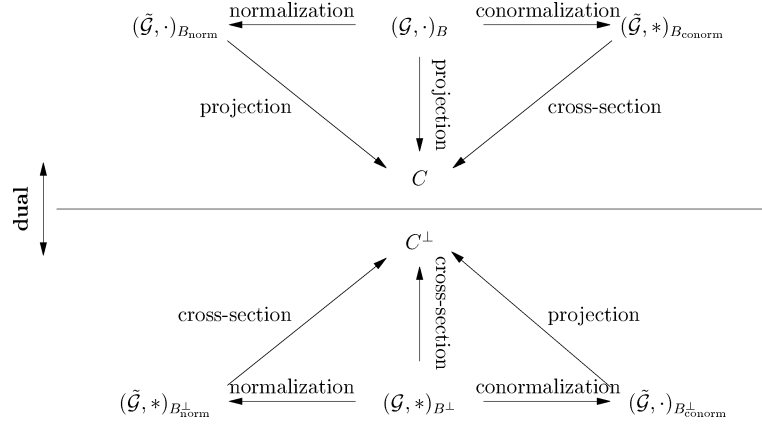 normalization conormalization
(𝒢̃, ·)_{B_norm} (𝒢, ·)_B (𝒢̃, *)_{B_conorm}
projection projection cross-section
C
dual
C^⊥
cross-section cross-section projection
normalization conormalization
(𝒢̃, *)_{B^⊥_norm} (𝒢, *)_{B^⊥} (𝒢̃, ·)_{B^⊥_conorm}